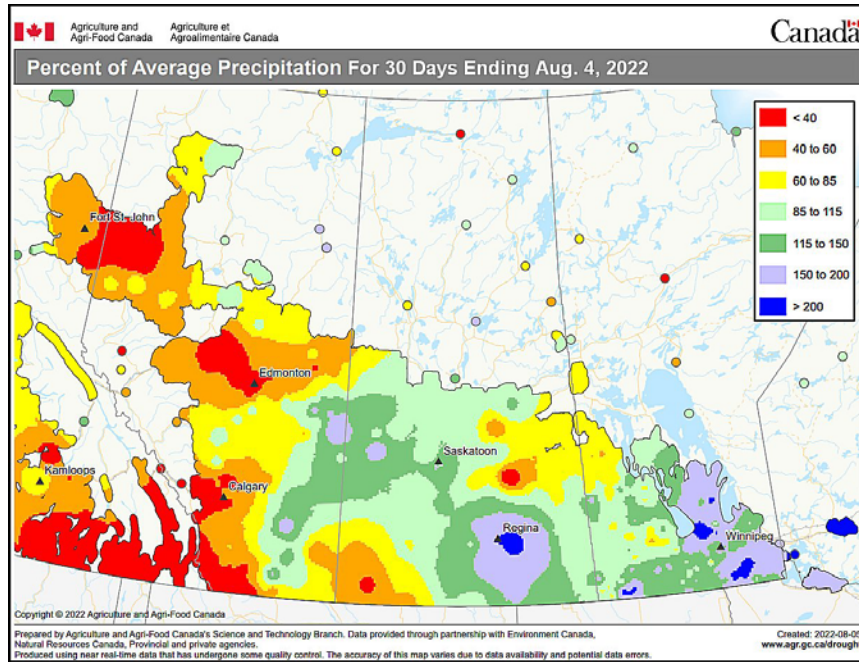 Agriculture and
Agri-Food Canada
Agriculture et
Agroalimentaire Canada
Canada
Percent of Average Precipitation For 30 Days Ending Aug. 4, 2022
< 40
40 to 60
60 to 85
85 to 115
115 to 150
150 to 200
> 200
Fort St. John
Edmonton
Saskatoon
Kamloops
Calgary
Regina
Winnipeg
Copyright © 2022 Agriculture and Agri-Food Canada
Prepared by Agriculture and Agri-Food Canada's Science and Technology Branch. Data provided through partnership with Environment Canada,
Natural Resources Canada, Provincial and private agencies.
Produced using near real-time data that has undergone some quality control. The accuracy of this map varies due to data availability and potential data errors.
Created: 2022-08-05
www.agr.gc.ca/drough